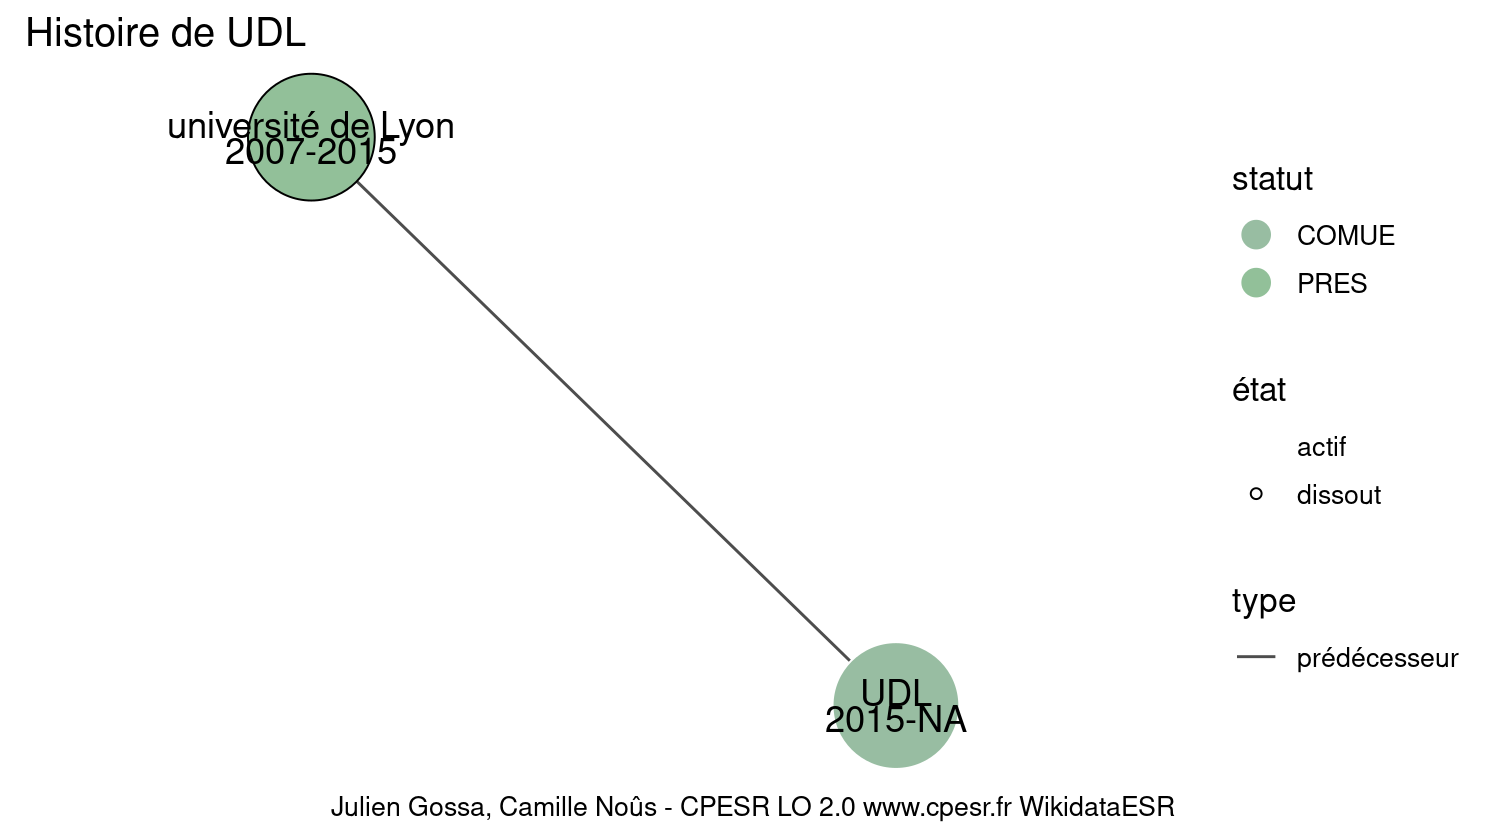 Histoire de UDL
université de Lyon
2007-2015
statut
COMUE
PRES
état
actif
dissout
type
prédécesseur
UDL
2015-NA
Julien Gossa, Camille Noûs - CPESR LO 2.0 www.cpesr.fr WikidataESR